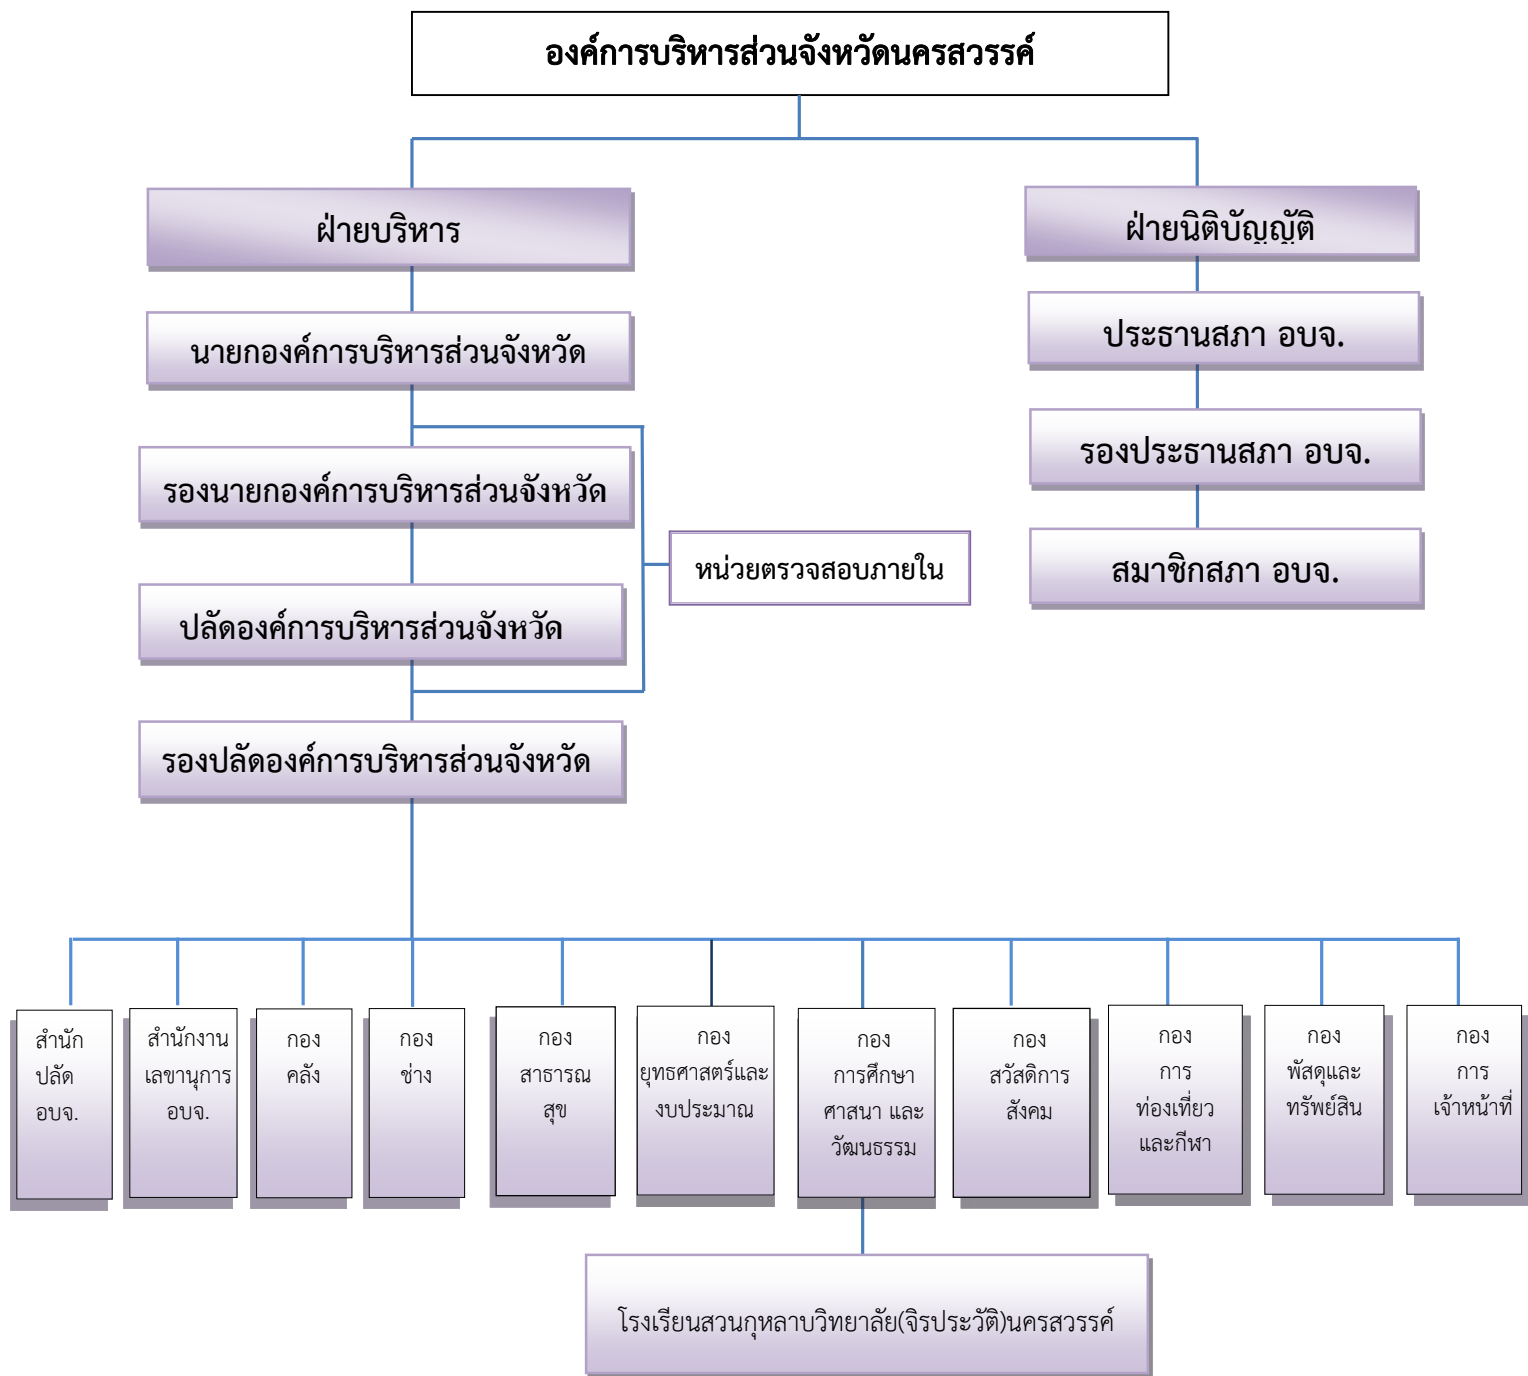 องค์การบริหารส่วนจังหวัดนครสวรรค์
ฝ่ายบริหาร
นายกองค์การบริหารส่วนจังหวัด
รองนายกองค์การบริหารส่วนจังหวัด
หน่วยตรวจสอบภายใน
ปลัดองค์การบริหารส่วนจังหวัด
รองปลัดองค์การบริหารส่วนจังหวัด
ฝ่ายนิติบัญญัติ
ประธานสภา อบจ.
รองประธานสภา อบจ.
สมาชิกสภา อบจ.
สำนัก
ปลัด
อบจ.
สำนักงาน
เลขานุการ
อบจ.
กอง
คลัง
กอง
ช่าง
กอง
สาธารณ
สุข
กอง
ยุทธศาสตร์และ
งบประมาณ
กอง
การศึกษา
ศาสนา และ
วัฒนธรรม
กอง
สวัสดิการ
สังคม
กอง
การ
ท่องเที่ยว
และกีฬา
กอง
พัสดุและ
ทรัพย์สิน
กอง
การ
เจ้าหน้าที่
โรงเรียนสวนกุหลาบวิทยาลัย(จิรประวัติ)นครสวรรค์